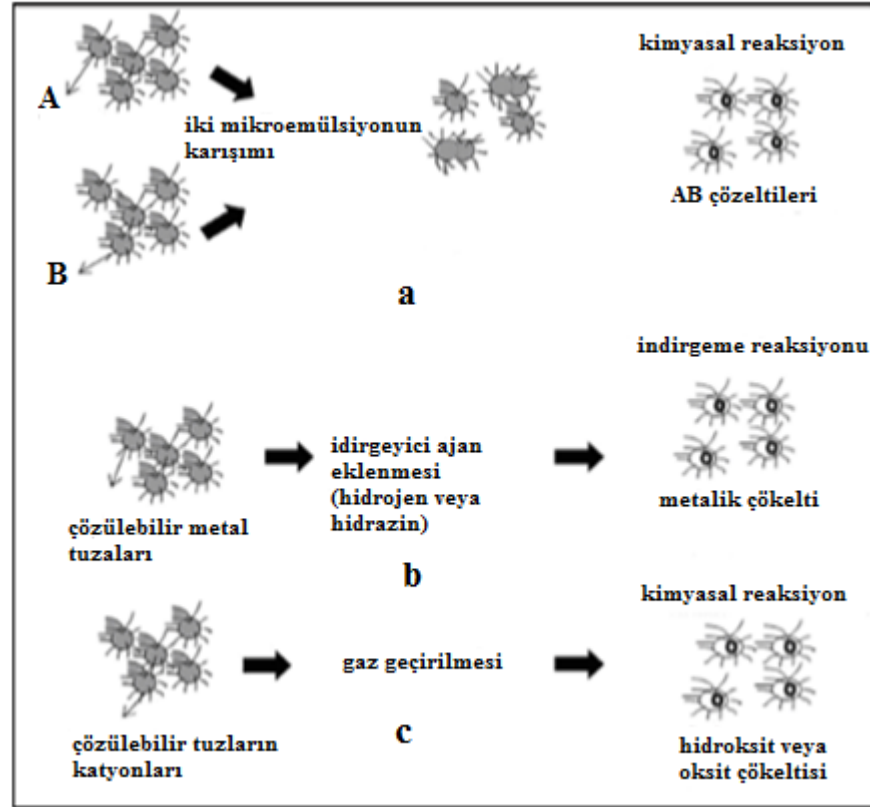 A
iki mikroemülsiyonun
karışımı
B
kimyasal reaksiyon
AB çözeltileri
a
çözülebilir metal
tuzaları
idirgeyici ajan
eklenmesi
(hidrojen veya
hidrazin)
indirgeme reaksiyonu
metalik çökelti
b
çözülebilir tuzların
katyonları
gaz geçirilmesi
kimyasal reaksiyon
hidroksit veya
oksit çökeltisi
c